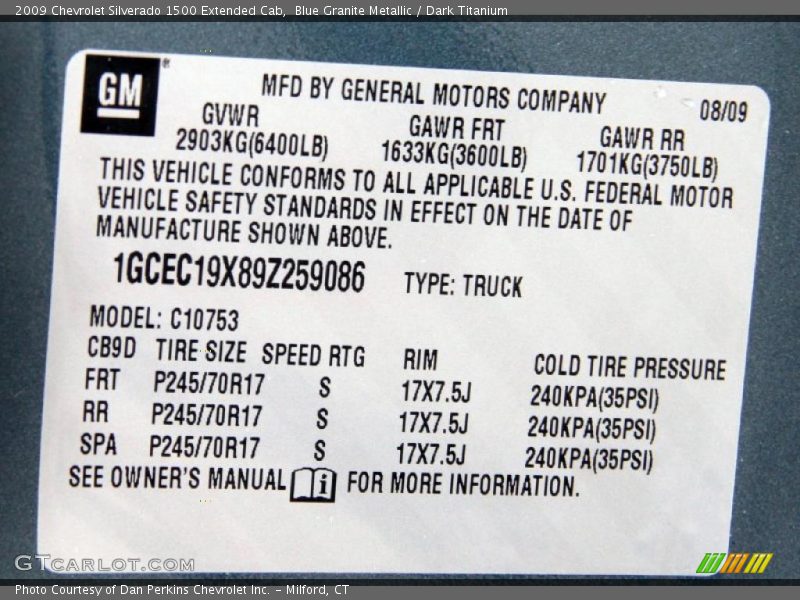 2009 Chevrolet Silverado 1500 Extended Cab, Blue Granite Metallic / Dark Titanium
GM®
MFD BY GENERAL MOTORS COMPANY 08/09
GVWR GAWR FRT GAWR RR
2903KG(6400LB) 1633KG(3600LB) 1701KG(3750LB)
THIS VEHICLE CONFORMS TO ALL APPLICABLE U.S. FEDERAL MOTOR
VEHICLE SAFETY STANDARDS IN EFFECT ON THE DATE OF
MANUFACTURE SHOWN ABOVE.
1GCEC19X89Z259086 TYPE: TRUCK
MODEL: C10753
CB9D TIRE SIZE SPEED RTG RIM COLD TIRE PRESSURE
FRT P245/70R17 S 17X7.5J 240KPA(35PSI)
RR P245/70R17 S 17X7.5J 240KPA(35PSI)
SPA P245/70R17 S 17X7.5J 240KPA(35PSI)
SEE OWNER'S MANUAL i FOR MORE INFORMATION.
GTCARLOT.COM
Photo Courtesy of Dan Perkins Chevrolet Inc. - Milford, CT